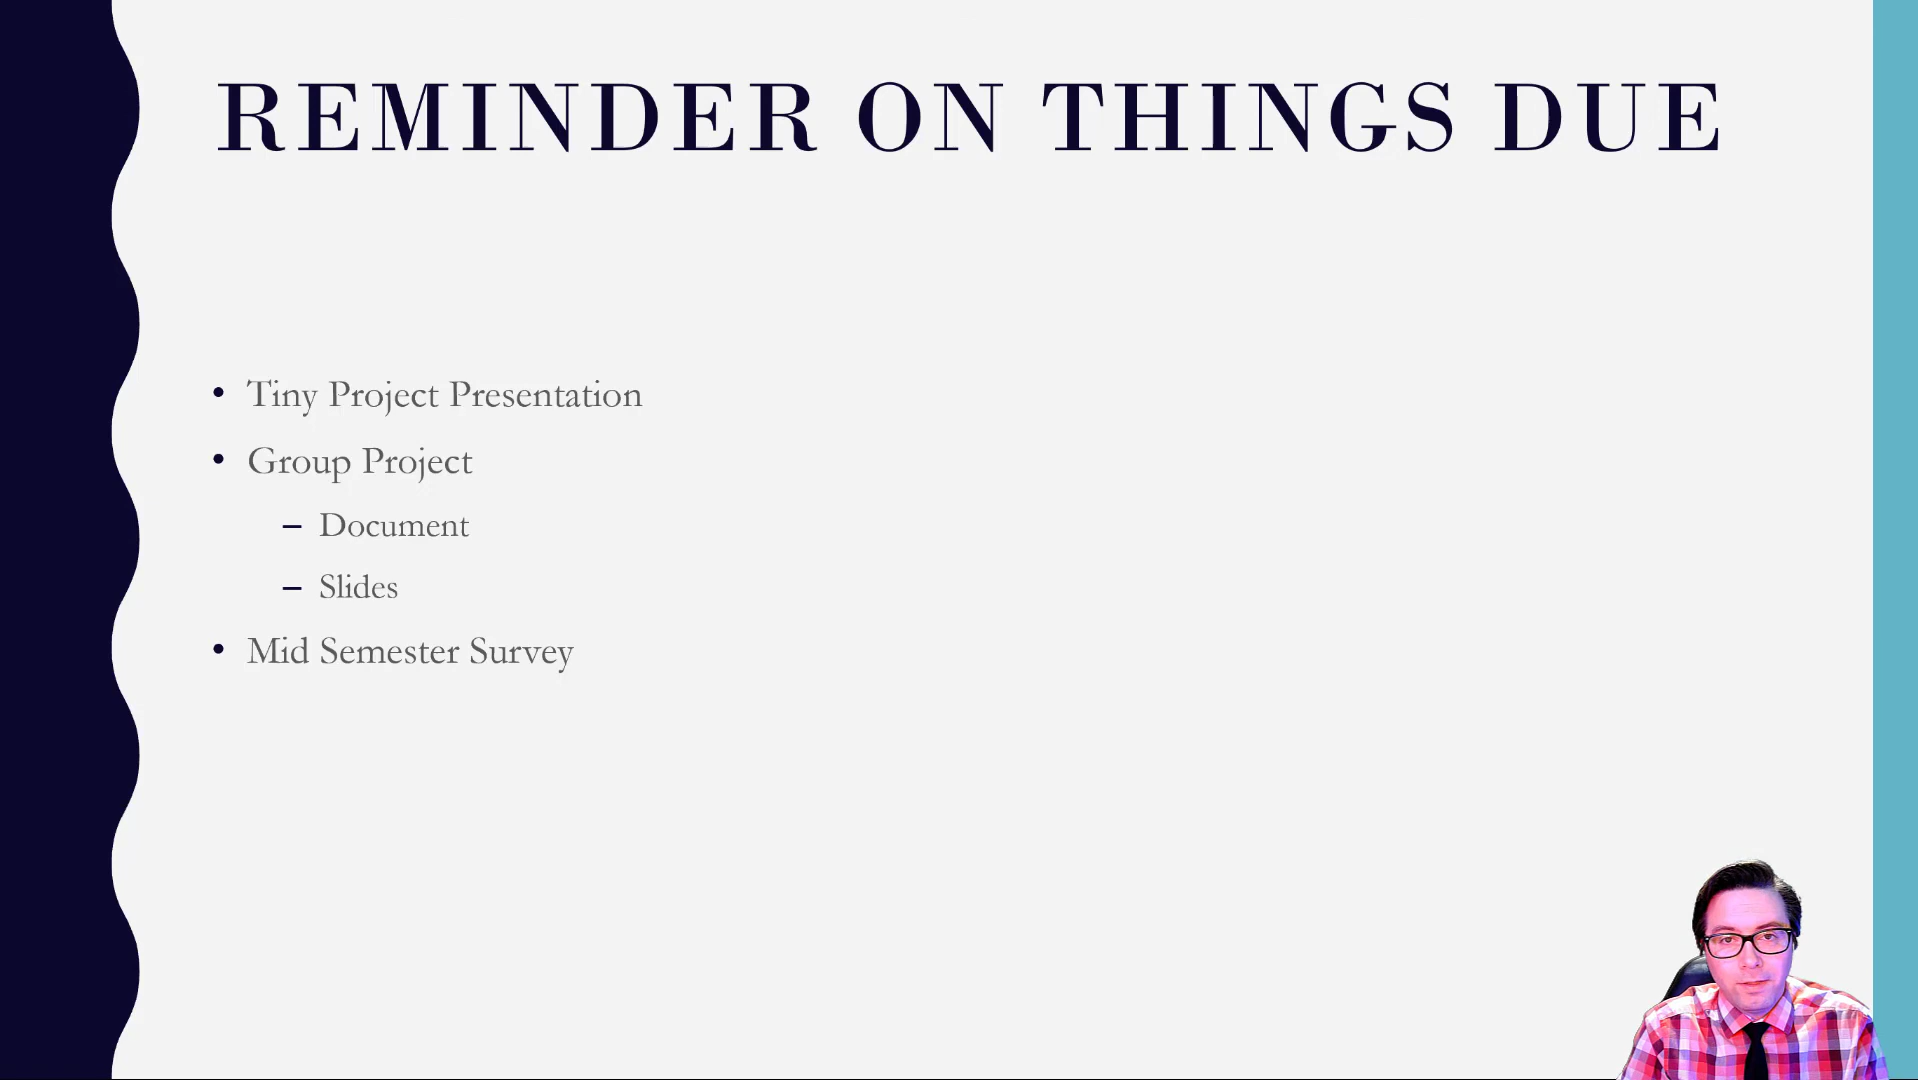 REMINDER ON THINGS DUE
• Tiny Project Presentation
• Group Project
– Document
– Slides
• Mid Semester Survey